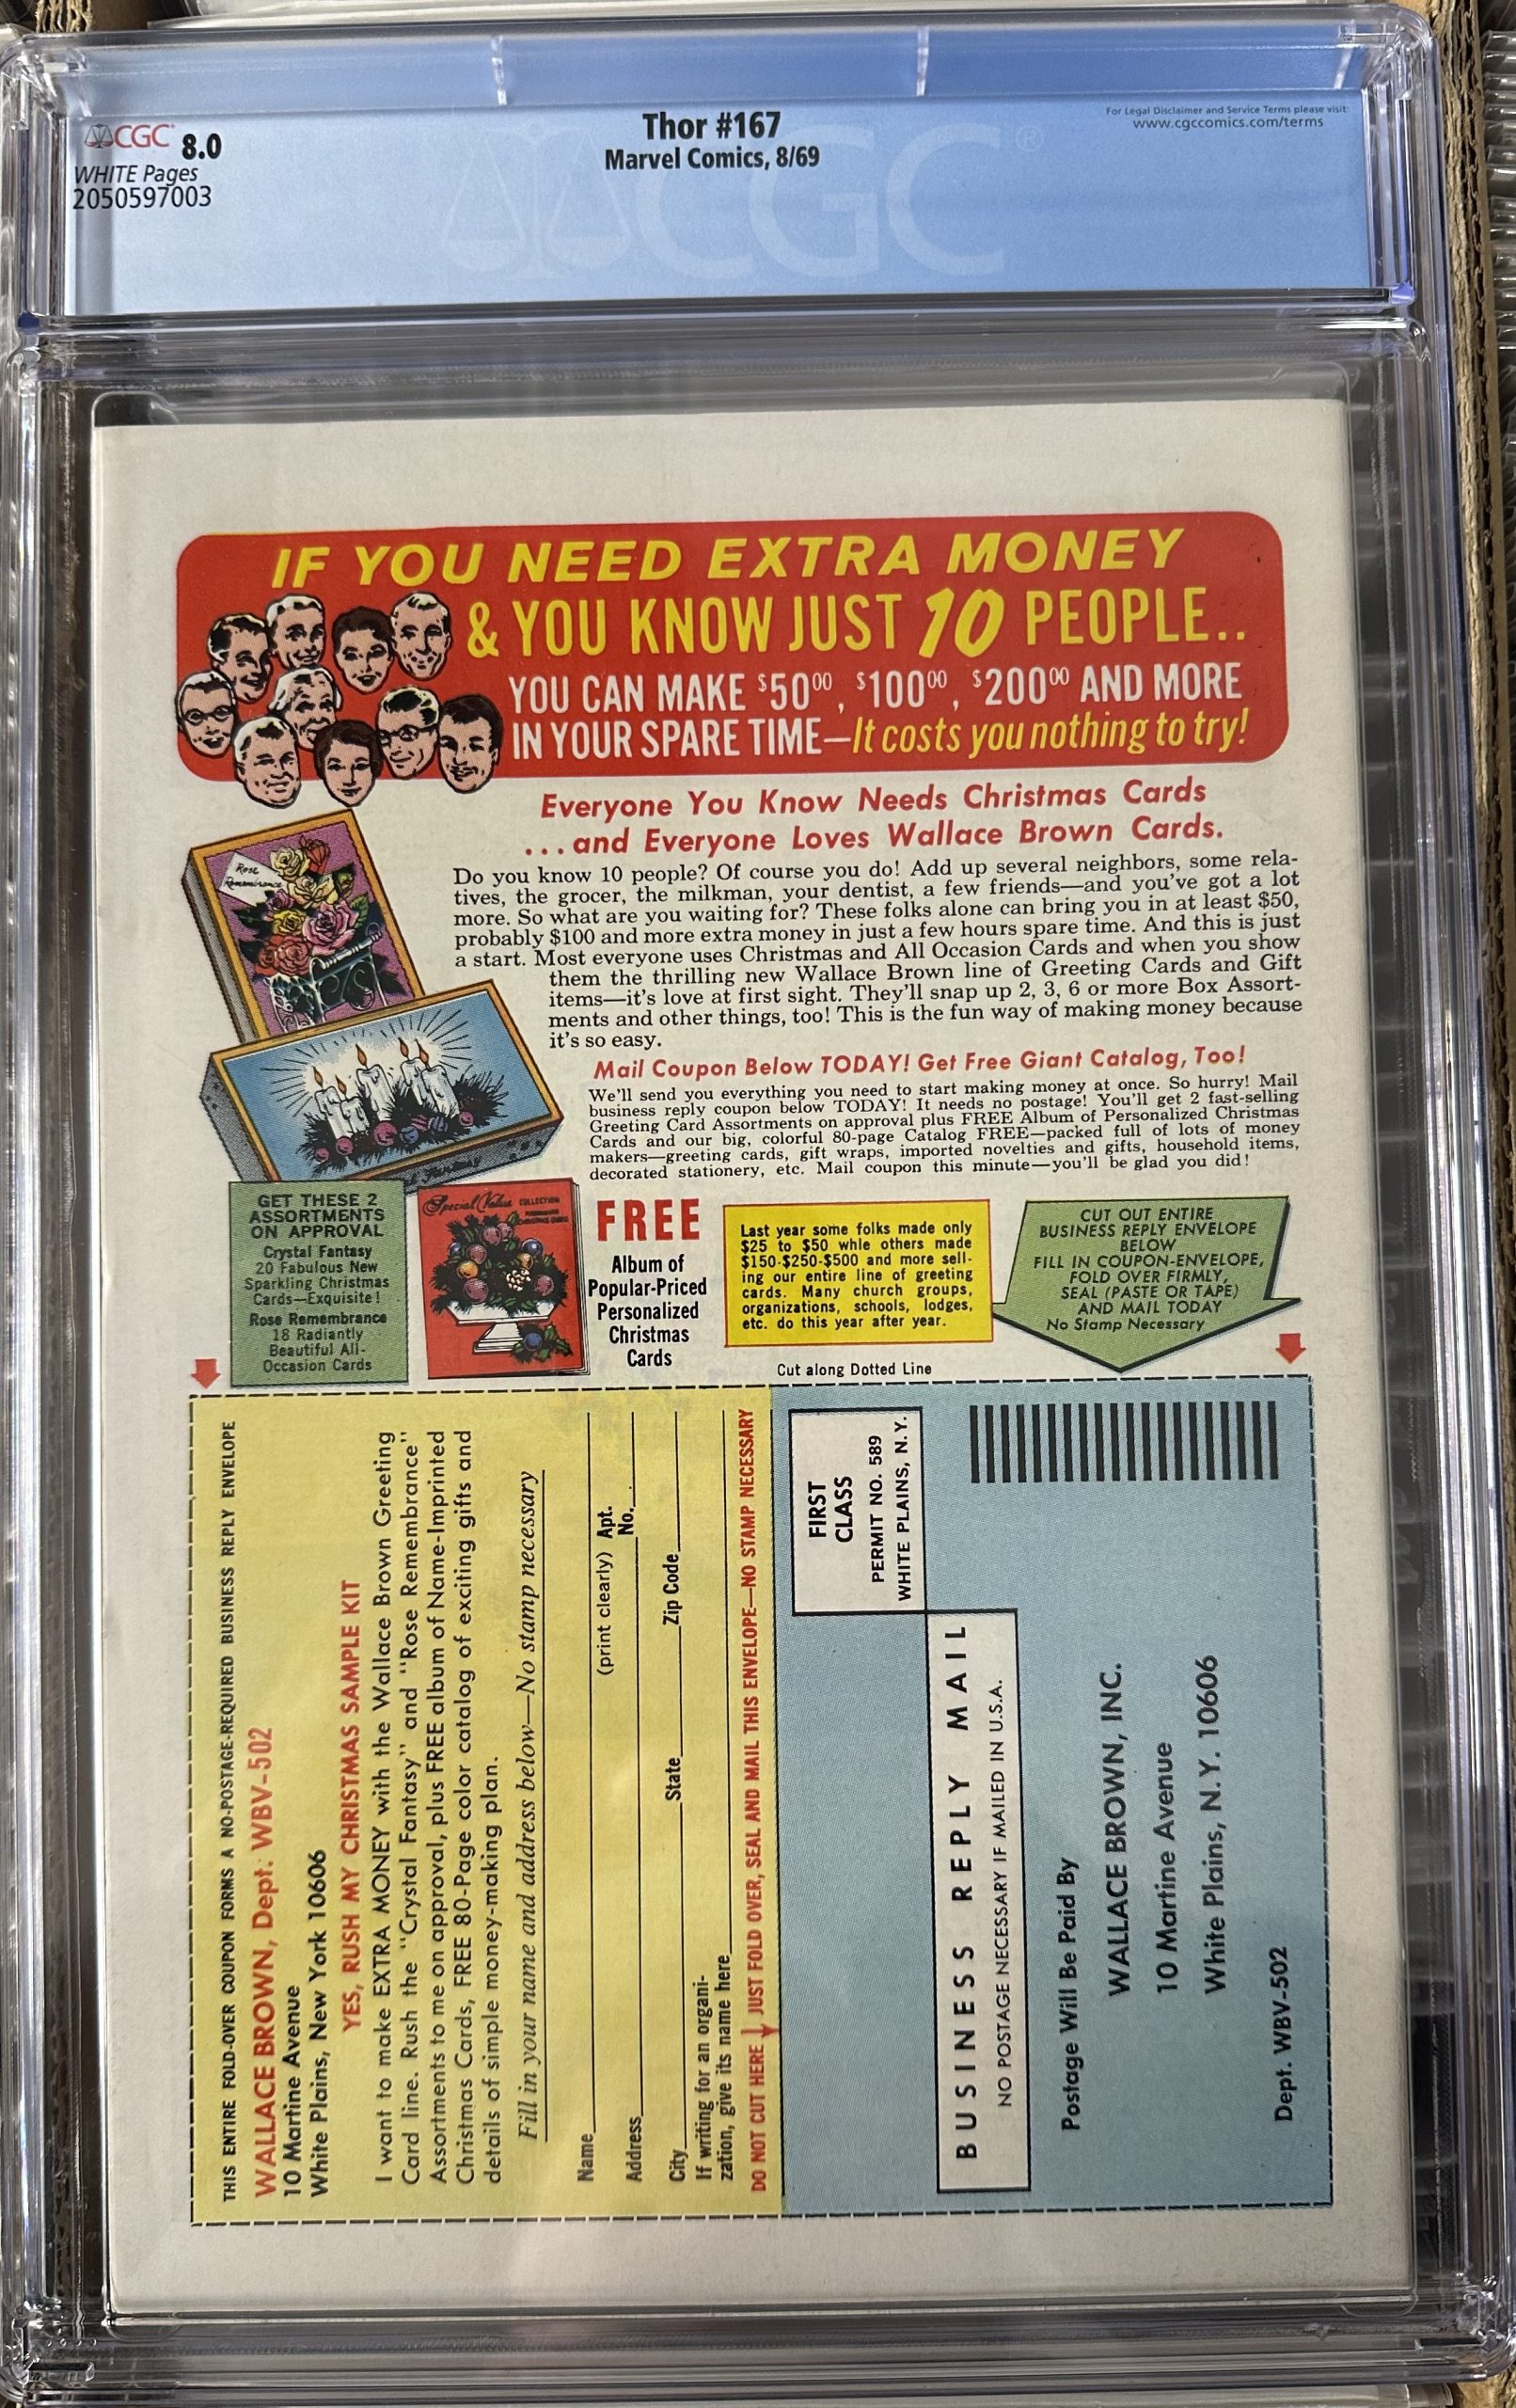 CGC 8.0
WHITE Pages
2050597003
Thor #167
Marvel Comics, 8/69
For Legal Disclaimer and Service Terms please visit:
www.cgccomics.com/terms
CGC®
IF YOU NEED EXTRA MONEY
& YOU KNOW JUST 10 PEOPLE..
YOU CAN MAKE $50⁰⁰, $100⁰⁰, $200⁰⁰ AND MORE
IN YOUR SPARE TIME—It costs you nothing to try!
Everyone You Know Needs Christmas Cards
...and Everyone Loves Wallace Brown Cards.
Rose
Remembrance
Do you know 10 people? Of course you do! Add up several neighbors, some rela-
tives, the grocer, the milkman, your dentist, a few friends—and you've got a lot
more. So what are you waiting for? These folks alone can bring you in at least $50,
probably $100 and more extra money in just a few hours spare time. And this is just
a start. Most everyone uses Christmas and All Occasion Cards and when you show
them the thrilling new Wallace Brown line of Greeting Cards and Gift
items—it's love at first sight. They'll snap up 2, 3, 6 or more Box Assort-
ments and other things, too! This is the fun way of making money because
it's so easy.
Mail Coupon Below TODAY! Get Free Giant Catalog, Too!
We'll send you everything you need to start making money at once. So hurry! Mail
business reply coupon below TODAY! It needs no postage! You'll get 2 fast-selling
Greeting Card Assortments on approval plus FREE Album of Personalized Christmas
Cards and our big, colorful 80-page Catalog FREE—packed full of lots of money
makers—greeting cards, gift wraps, imported novelties and gifts, household items,
decorated stationery, etc. Mail coupon this minute—you'll be glad you did!
GET THESE 2
ASSORTMENTS
ON APPROVAL
Crystal Fantasy
20 Fabulous New
Sparkling Christmas
Cards—Exquisite!
Rose Remembrance
18 Radiantly
Beautiful All-
Occasion Cards
Special Value COLLECTION
FREE
Album of
Popular-Priced
Personalized
Christmas
Cards
Last year some folks made only
$25 to $50 whle others made
$150-$250-$500 and more sell-
ing our entire line of greeting
cards. Many church groups,
organizations, schools, lodges,
etc. do this year after year.
CUT OUT ENTIRE
BUSINESS REPLY ENVELOPE
BELOW
FILL IN COUPON-ENVELOPE,
FOLD OVER FIRMLY,
SEAL (PASTE OR TAPE)
AND MAIL TODAY
No Stamp Necessary
Cut along Dotted Line
THIS ENTIRE FOLD-OVER COUPON FORMS A NO-POSTAGE-REQUIRED BUSINESS REPLY ENVELOPE
WALLACE BROWN, Dept. WBV-502
10 Martine Avenue
White Plains, New York 10606
YES, RUSH MY CHRISTMAS SAMPLE KIT
I want to make EXTRA MONEY with the Wallace Brown Greeting
Card line. Rush the "Crystal Fantasy" and "Rose Remembrance"
Assortments to me on approval, plus FREE album of Name-Imprinted
Christmas Cards, FREE 80-Page color catalog of exciting gifts and
details of simple money-making plan.
Fill in your name and address below—No stamp necessary
Name
(print clearly) Apt.
Address No.
City State Zip Code
If writing for an organi-
zation, give its name here
DO NOT CUT HERE JUST FOLD OVER, SEAL AND MAIL THIS ENVELOPE—NO STAMP NECESSARY
FIRST
CLASS
PERMIT NO. 589
WHITE PLAINS, N.Y.
BUSINESS REPLY MAIL
NO POSTAGE NECESSARY IF MAILED IN U.S.A.
Postage Will Be Paid By
WALLACE BROWN, INC.
10 Martine Avenue
White Plains, N.Y. 10606
Dept. WBV-502